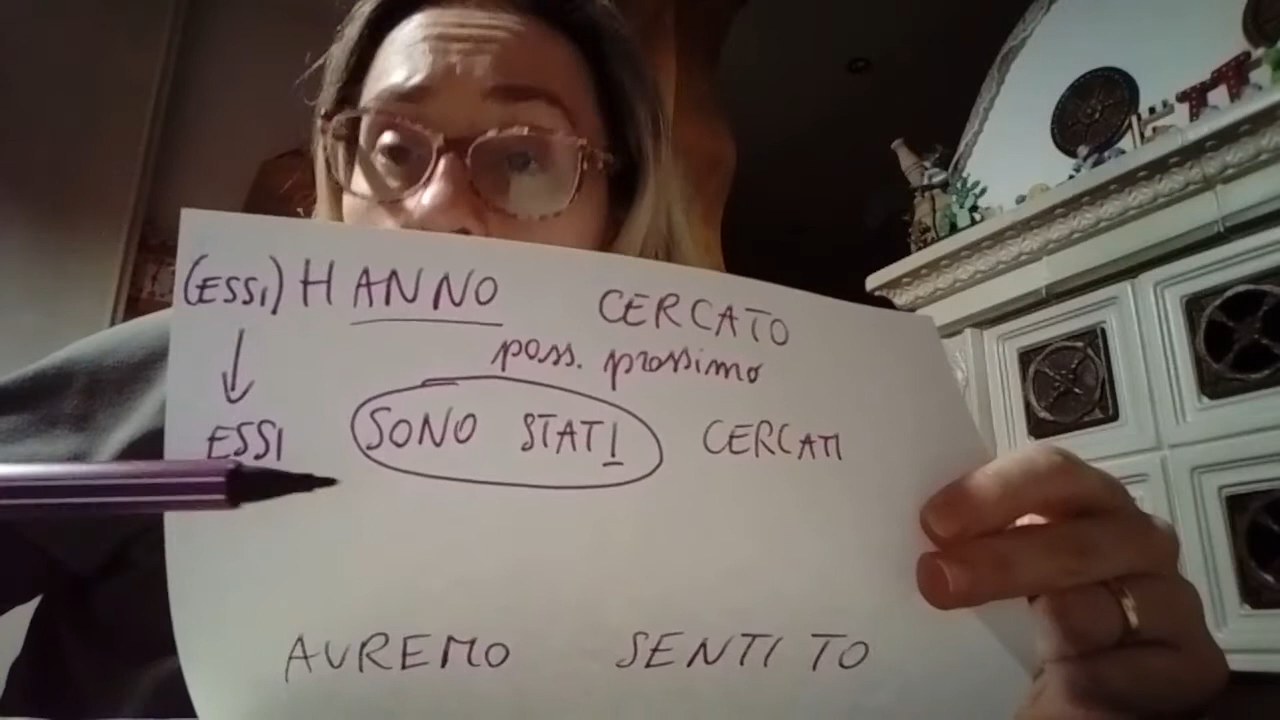 (ESSI) HANNO CERCATO
pass. prossimo
ESSI SONO STATI CERCATI
AVREMO SENTITO